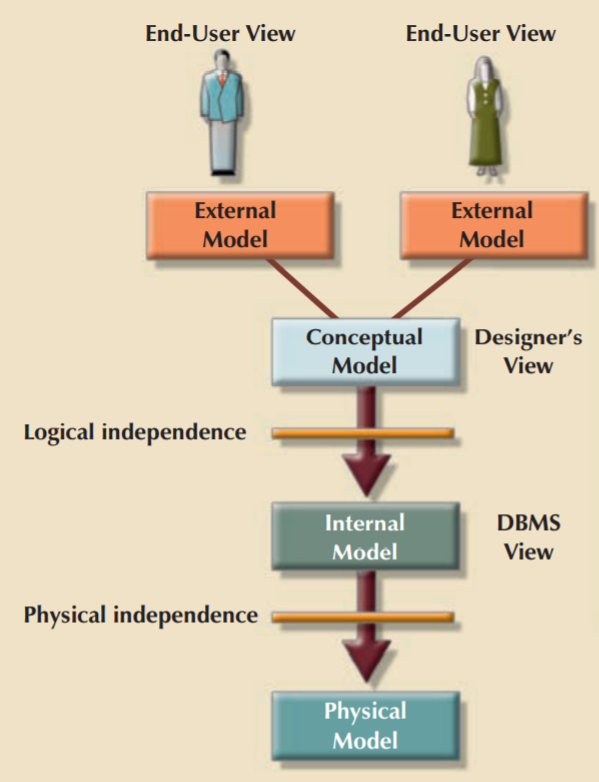 End-User View
End-User View
External
Model
External
Model
Conceptual
Model
Designer's
View
Logical independence
Internal
Model
DBMS
View
Physical independence
Physical
Model